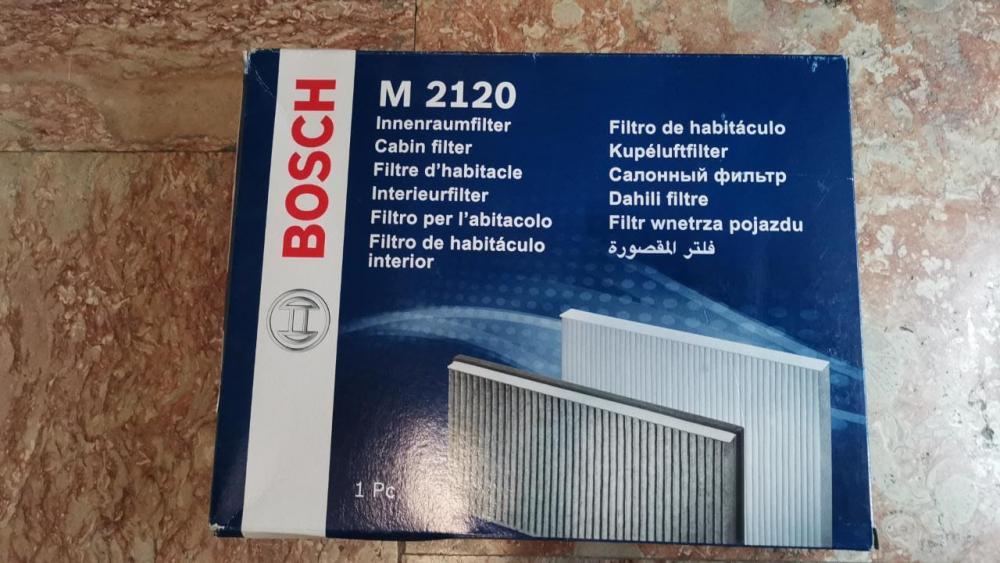 BOSCH
M 2120
Innenraumfilter
Cabin filter
Filtre d'habitacle
Interieurfilter
Filtro per l'abitacolo
Filtro de habitáculo
interior
Filtro de habitáculo
Kupéluftfilter
Салонный фильтр
Dahili filtre
Filtr wnetrza pojazdu
فلتر المقصورة
1 Pc